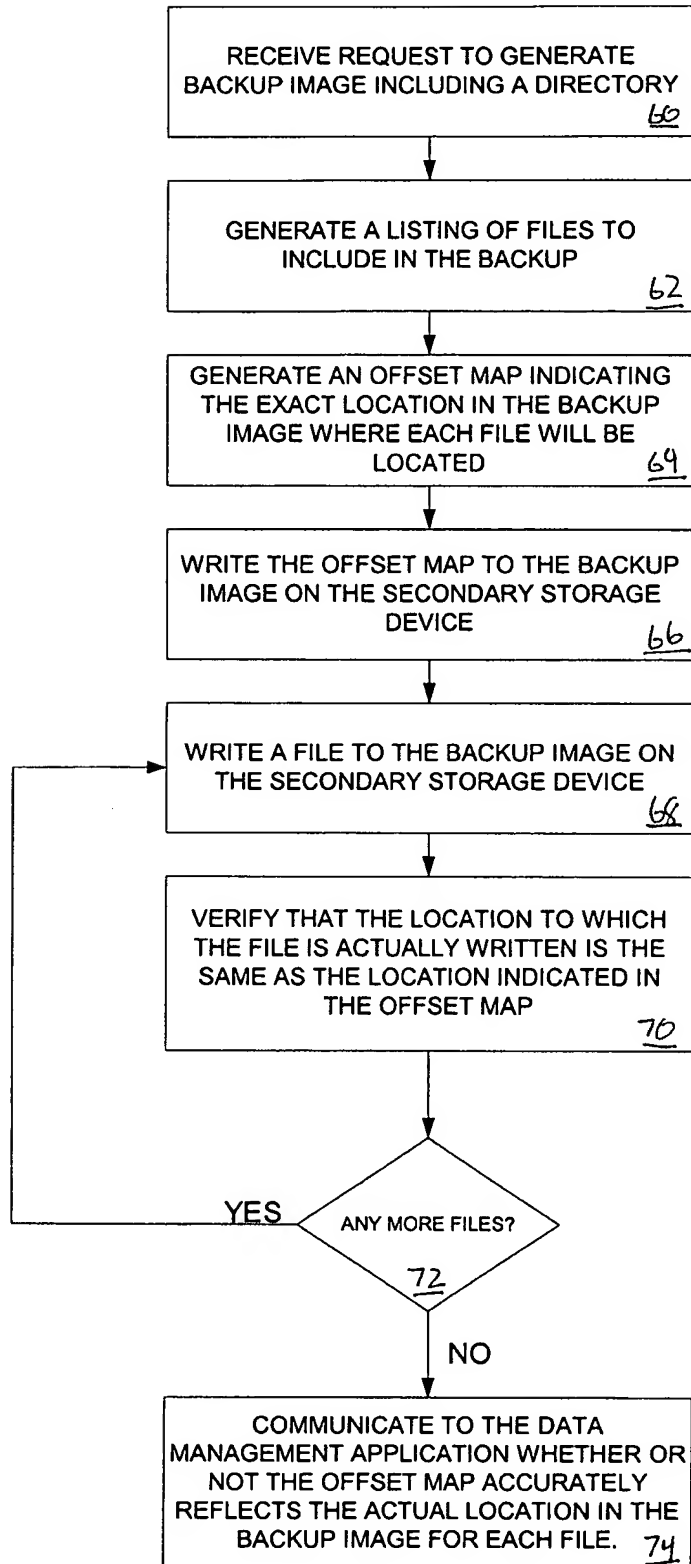 RECEIVE REQUEST TO GENERATE
BACKUP IMAGE INCLUDING A DIRECTORY
60
GENERATE A LISTING OF FILES TO
INCLUDE IN THE BACKUP
62
GENERATE AN OFFSET MAP INDICATING
THE EXACT LOCATION IN THE BACKUP
IMAGE WHERE EACH FILE WILL BE
LOCATED
64
WRITE THE OFFSET MAP TO THE BACKUP
IMAGE ON THE SECONDARY STORAGE
DEVICE
66
WRITE A FILE TO THE BACKUP IMAGE ON
THE SECONDARY STORAGE DEVICE
68
VERIFY THAT THE LOCATION TO WHICH
THE FILE IS ACTUALLY WRITTEN IS THE
SAME AS THE LOCATION INDICATED IN
THE OFFSET MAP
70
YES
ANY MORE FILES?
72
NO
COMMUNICATE TO THE DATA
MANAGEMENT APPLICATION WHETHER OR
NOT THE OFFSET MAP ACCURATELY
REFLECTS THE ACTUAL LOCATION IN THE
BACKUP IMAGE FOR EACH FILE.
74